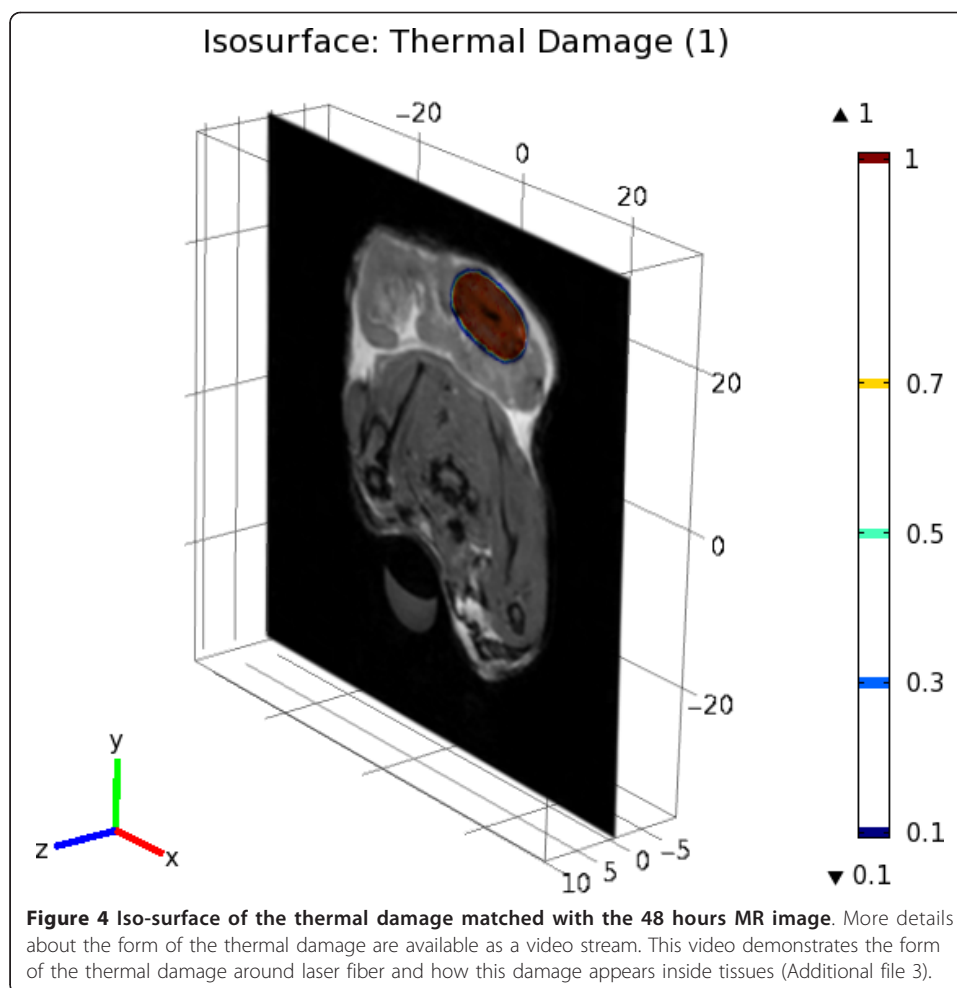 Isosurface: Thermal Damage (1)
−20
0
20
20
0
−20
10 5 0 −5
▲ 1
1
0.7
0.5
0.3
0.1
▼ 0.1
y
z
x
Figure 4 Iso-surface of the thermal damage matched with the 48 hours MR image. More details
about the form of the thermal damage are available as a video stream. This video demonstrates the form
of the thermal damage around laser fiber and how this damage appears inside tissues (Additional file 3).